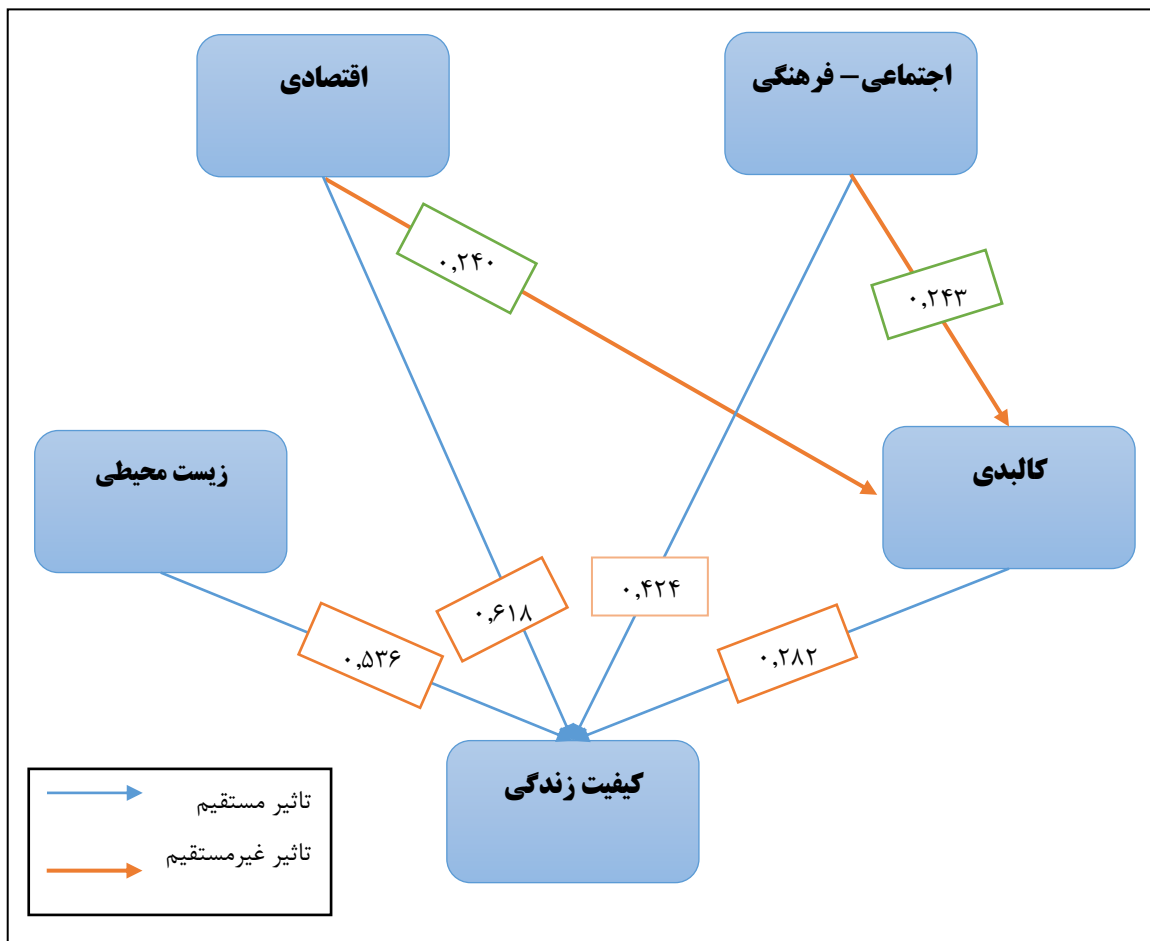 اجتماعی – فرهنگی
اقتصادی
۰,۲۴۰
۰,۲۴۳
کالبدی
زیست محیطی
۰,۴۲۴
۰,۶۱۸
۰,۲۸۲
۰,۵۳۶
کیفیت زندگی
تاثیر مستقیم
تاثیر غیرمستقیم